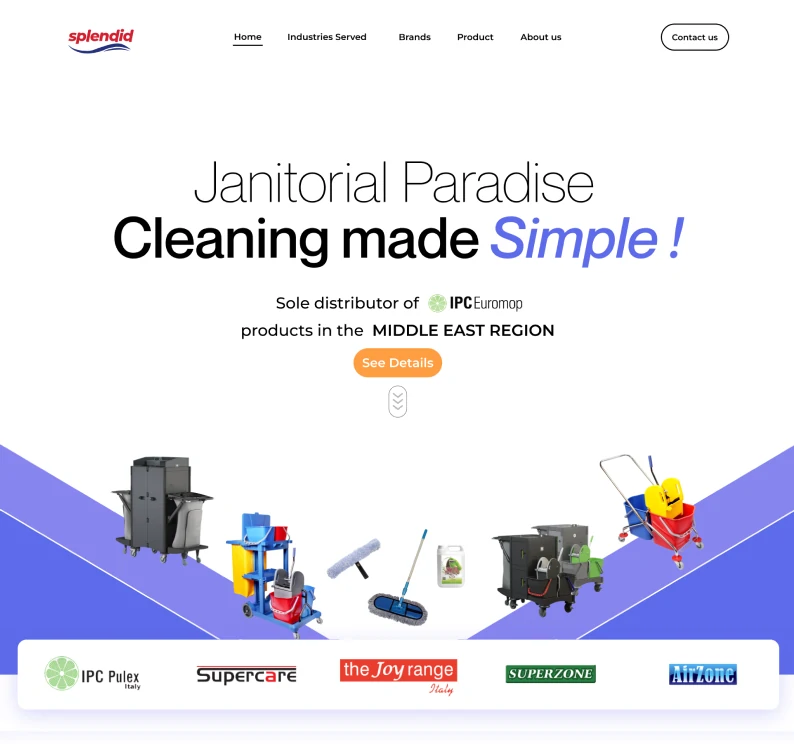 splendid
Home Industries Served Brands Product About us Contact us
Janitorial Paradise
Cleaning made Simple !
Sole distributor of IPC Euromop
products in the MIDDLE EAST REGION
See Details
IPC Pulex Italy
Supercare
the Joy range Italy
SUPERZONE
AirZone